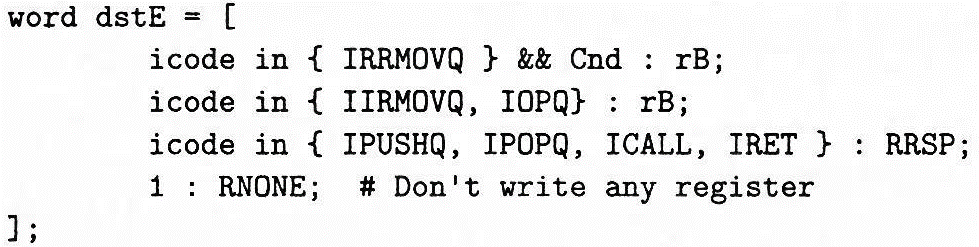 word dstE = [
        icode in { IRRMOVQ } && Cnd : rB;
        icode in { IIRMOVQ, IOPQ} : rB;
        icode in { IPUSHQ, IPOPQ, ICALL, IRET } : RRSP;
        1 : RNONE;  # Don't write any register
];